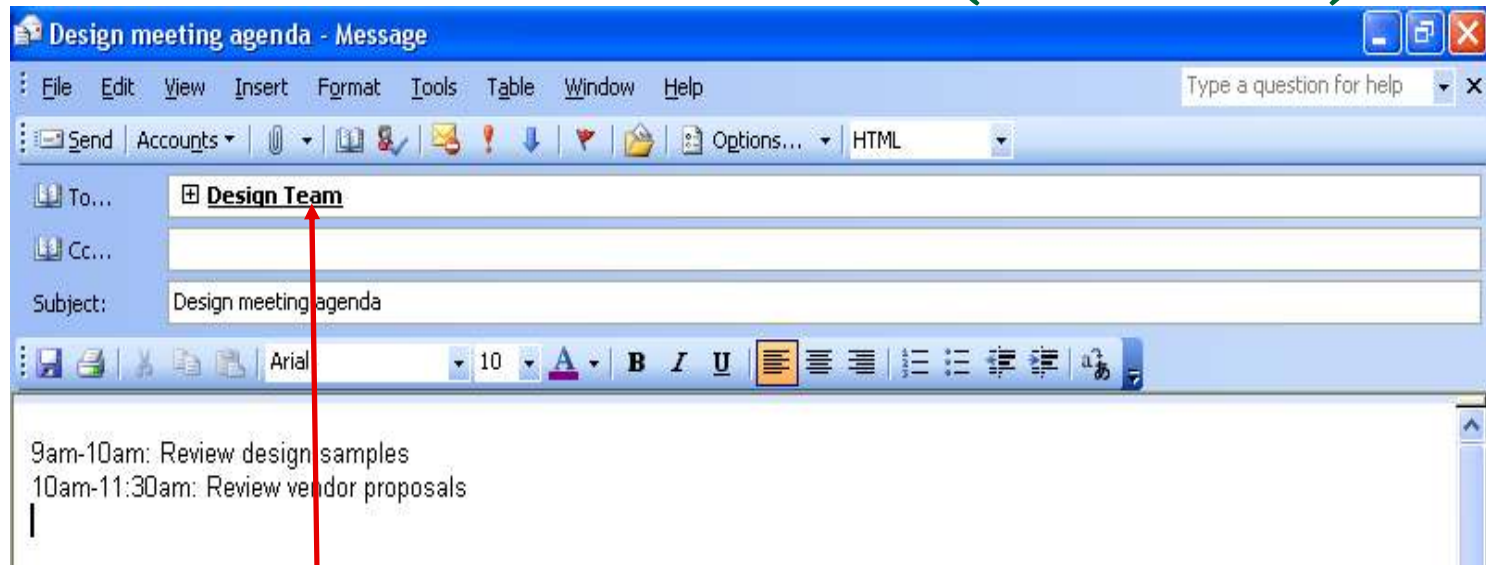 Design meeting agenda - Message
File Edit View Insert Format Tools Table Window Help Type a question for help
Send Accounts Options... HTML
To... Design Team
Cc...
Subject: Design meeting agenda
Arial 10 A B I U
9am-10am: Review design samples
10am-11:30am: Review vendor proposals